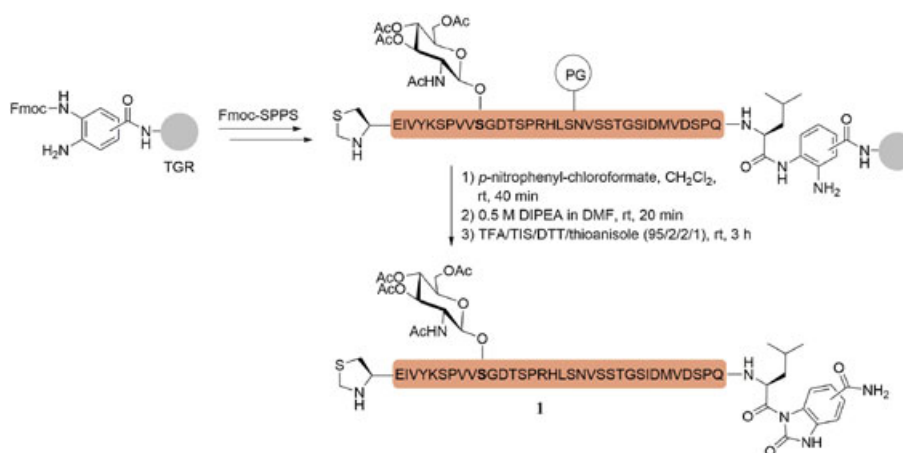 OAc
AcO
AcO
O
AcHN
O
PG
Fmoc
H
N
O
N
H
H2N
TGR
Fmoc-SPPS
S
N
H
EIVYKSPVVSGDTSPRHLSNVSSTGSIDMVDSPQ
H
N
O
N
H
NH2
O
N
H
1) p-nitrophenyl-chloroformate, CH2Cl2,
rt, 40 min
2) 0.5 M DIPEA in DMF, rt, 20 min
3) TFA/TIS/DTT/thioanisole (95/2/2/1), rt, 3 h
OAc
AcO
AcO
O
AcHN
O
S
N
H
EIVYKSPVVSGDTSPRHLSNVSSTGSIDMVDSPQ
H
N
O
N
O
NH
O
NH2
1